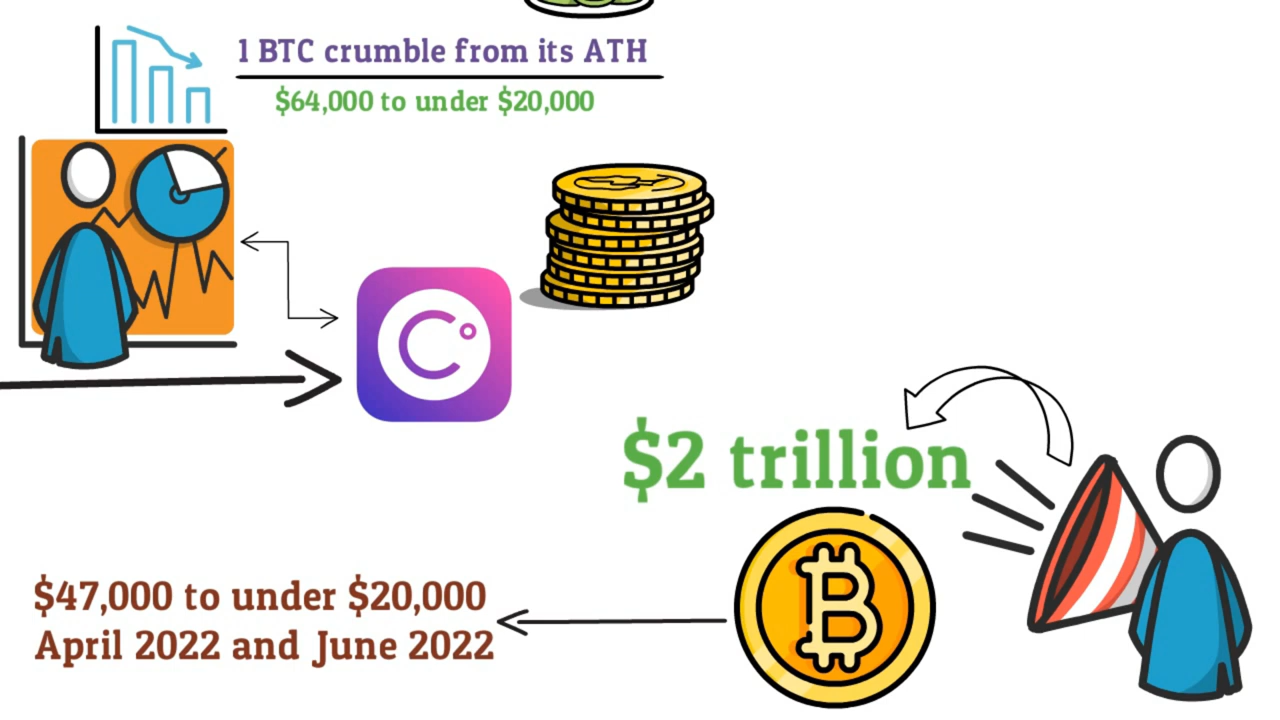 1 BTC crumble from its ATH
$64,000 to under $20,000
$2 trillion
$47,000 to under $20,000
April 2022 and June 2022